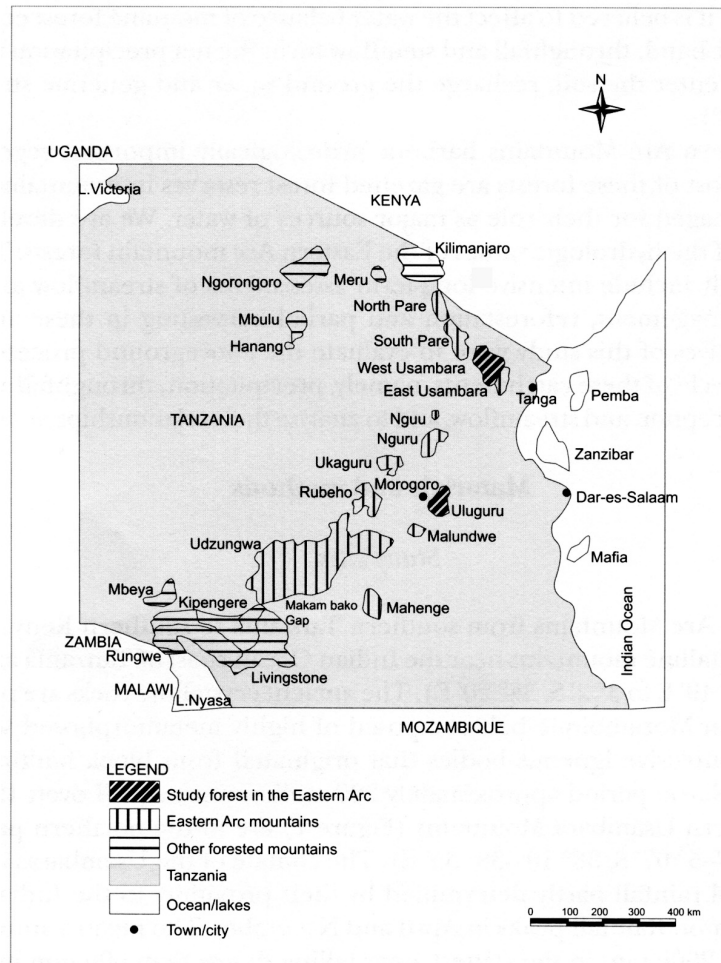 N
UGANDA
L.Victoria
KENYA
Kilimanjaro
Ngorongoro
Meru
North Pare
Mbulu
South Pare
Hanang
West Usambara
East Usambara
Tanga
Pemba
TANZANIA
Nguu
Nguru
Zanzibar
Ukaguru
Morogoro
Rubeho
Dar-es-Salaam
Uluguru
Udzungwa
Malundwe
Mafia
Mbeya
Kipengere
Makam bako
Gap
Mahenge
Indian Ocean
ZAMBIA
Rungwe
Livingstone
MALAWI
L.Nyasa
MOZAMBIQUE
LEGEND
Study forest in the Eastern Arc
Eastern Arc mountains
Other forested mountains
Tanzania
Ocean/lakes
Town/city
0 100 200 300 400 km